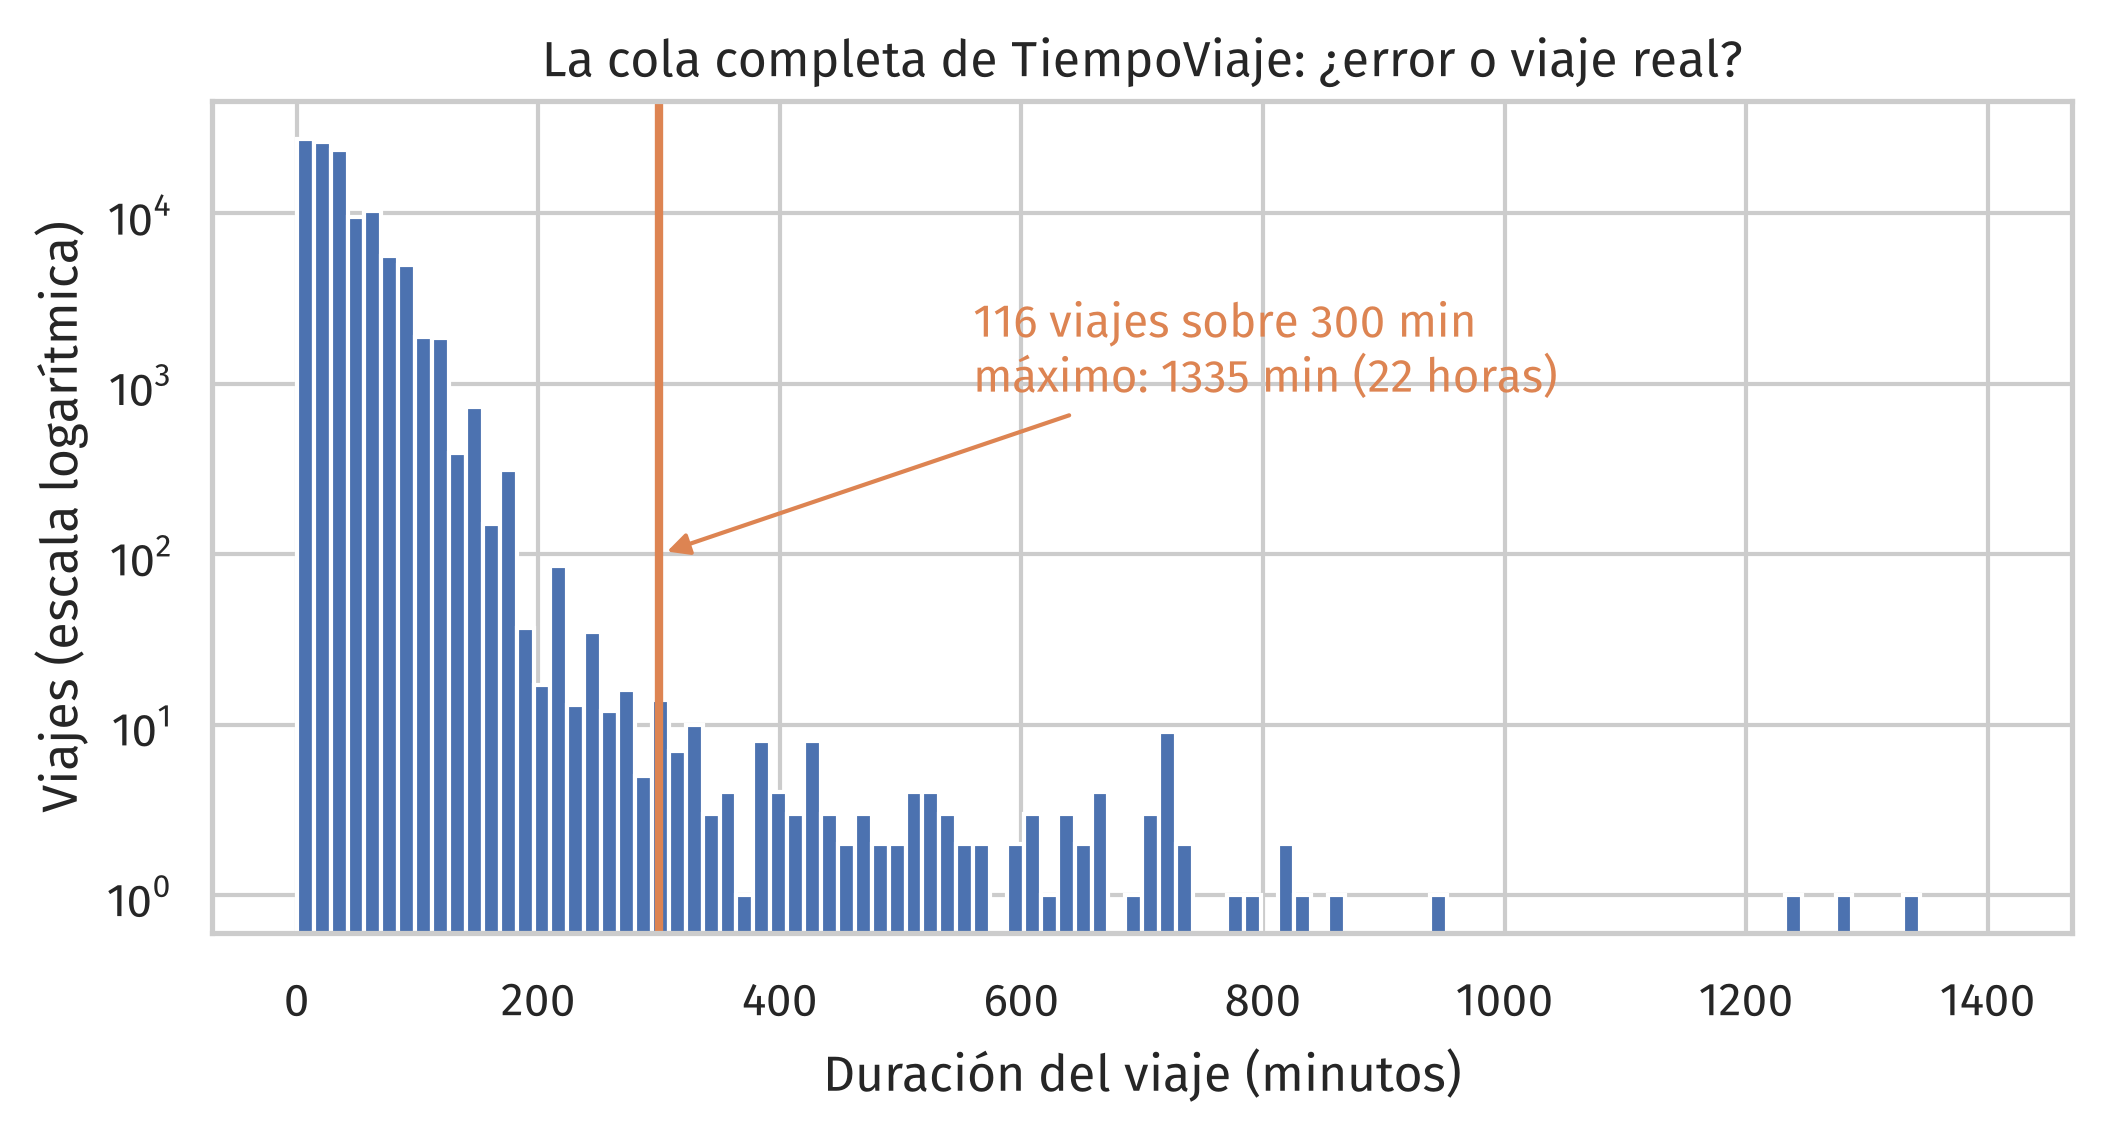 La cola completa de TiempoViaje: ¿error o viaje real?
Viajes (escala logarítmica)
10⁴
10³
10²
10¹
10⁰
116 viajes sobre 300 min
máximo: 1335 min (22 horas)
0 200 400 600 800 1000 1200 1400
Duración del viaje (minutos)